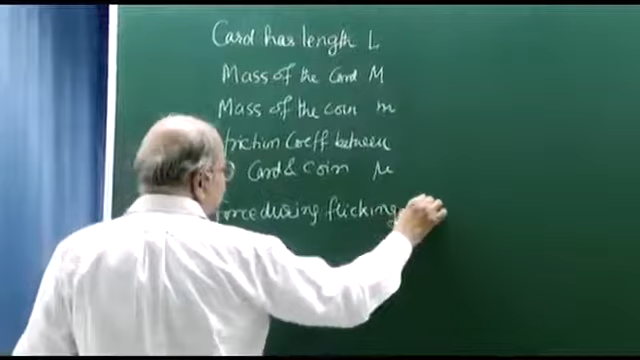 Card has length L
Mass of the Card M
Mass of the coin m
friction Coeff between
Card & coin μ
Force during flicking